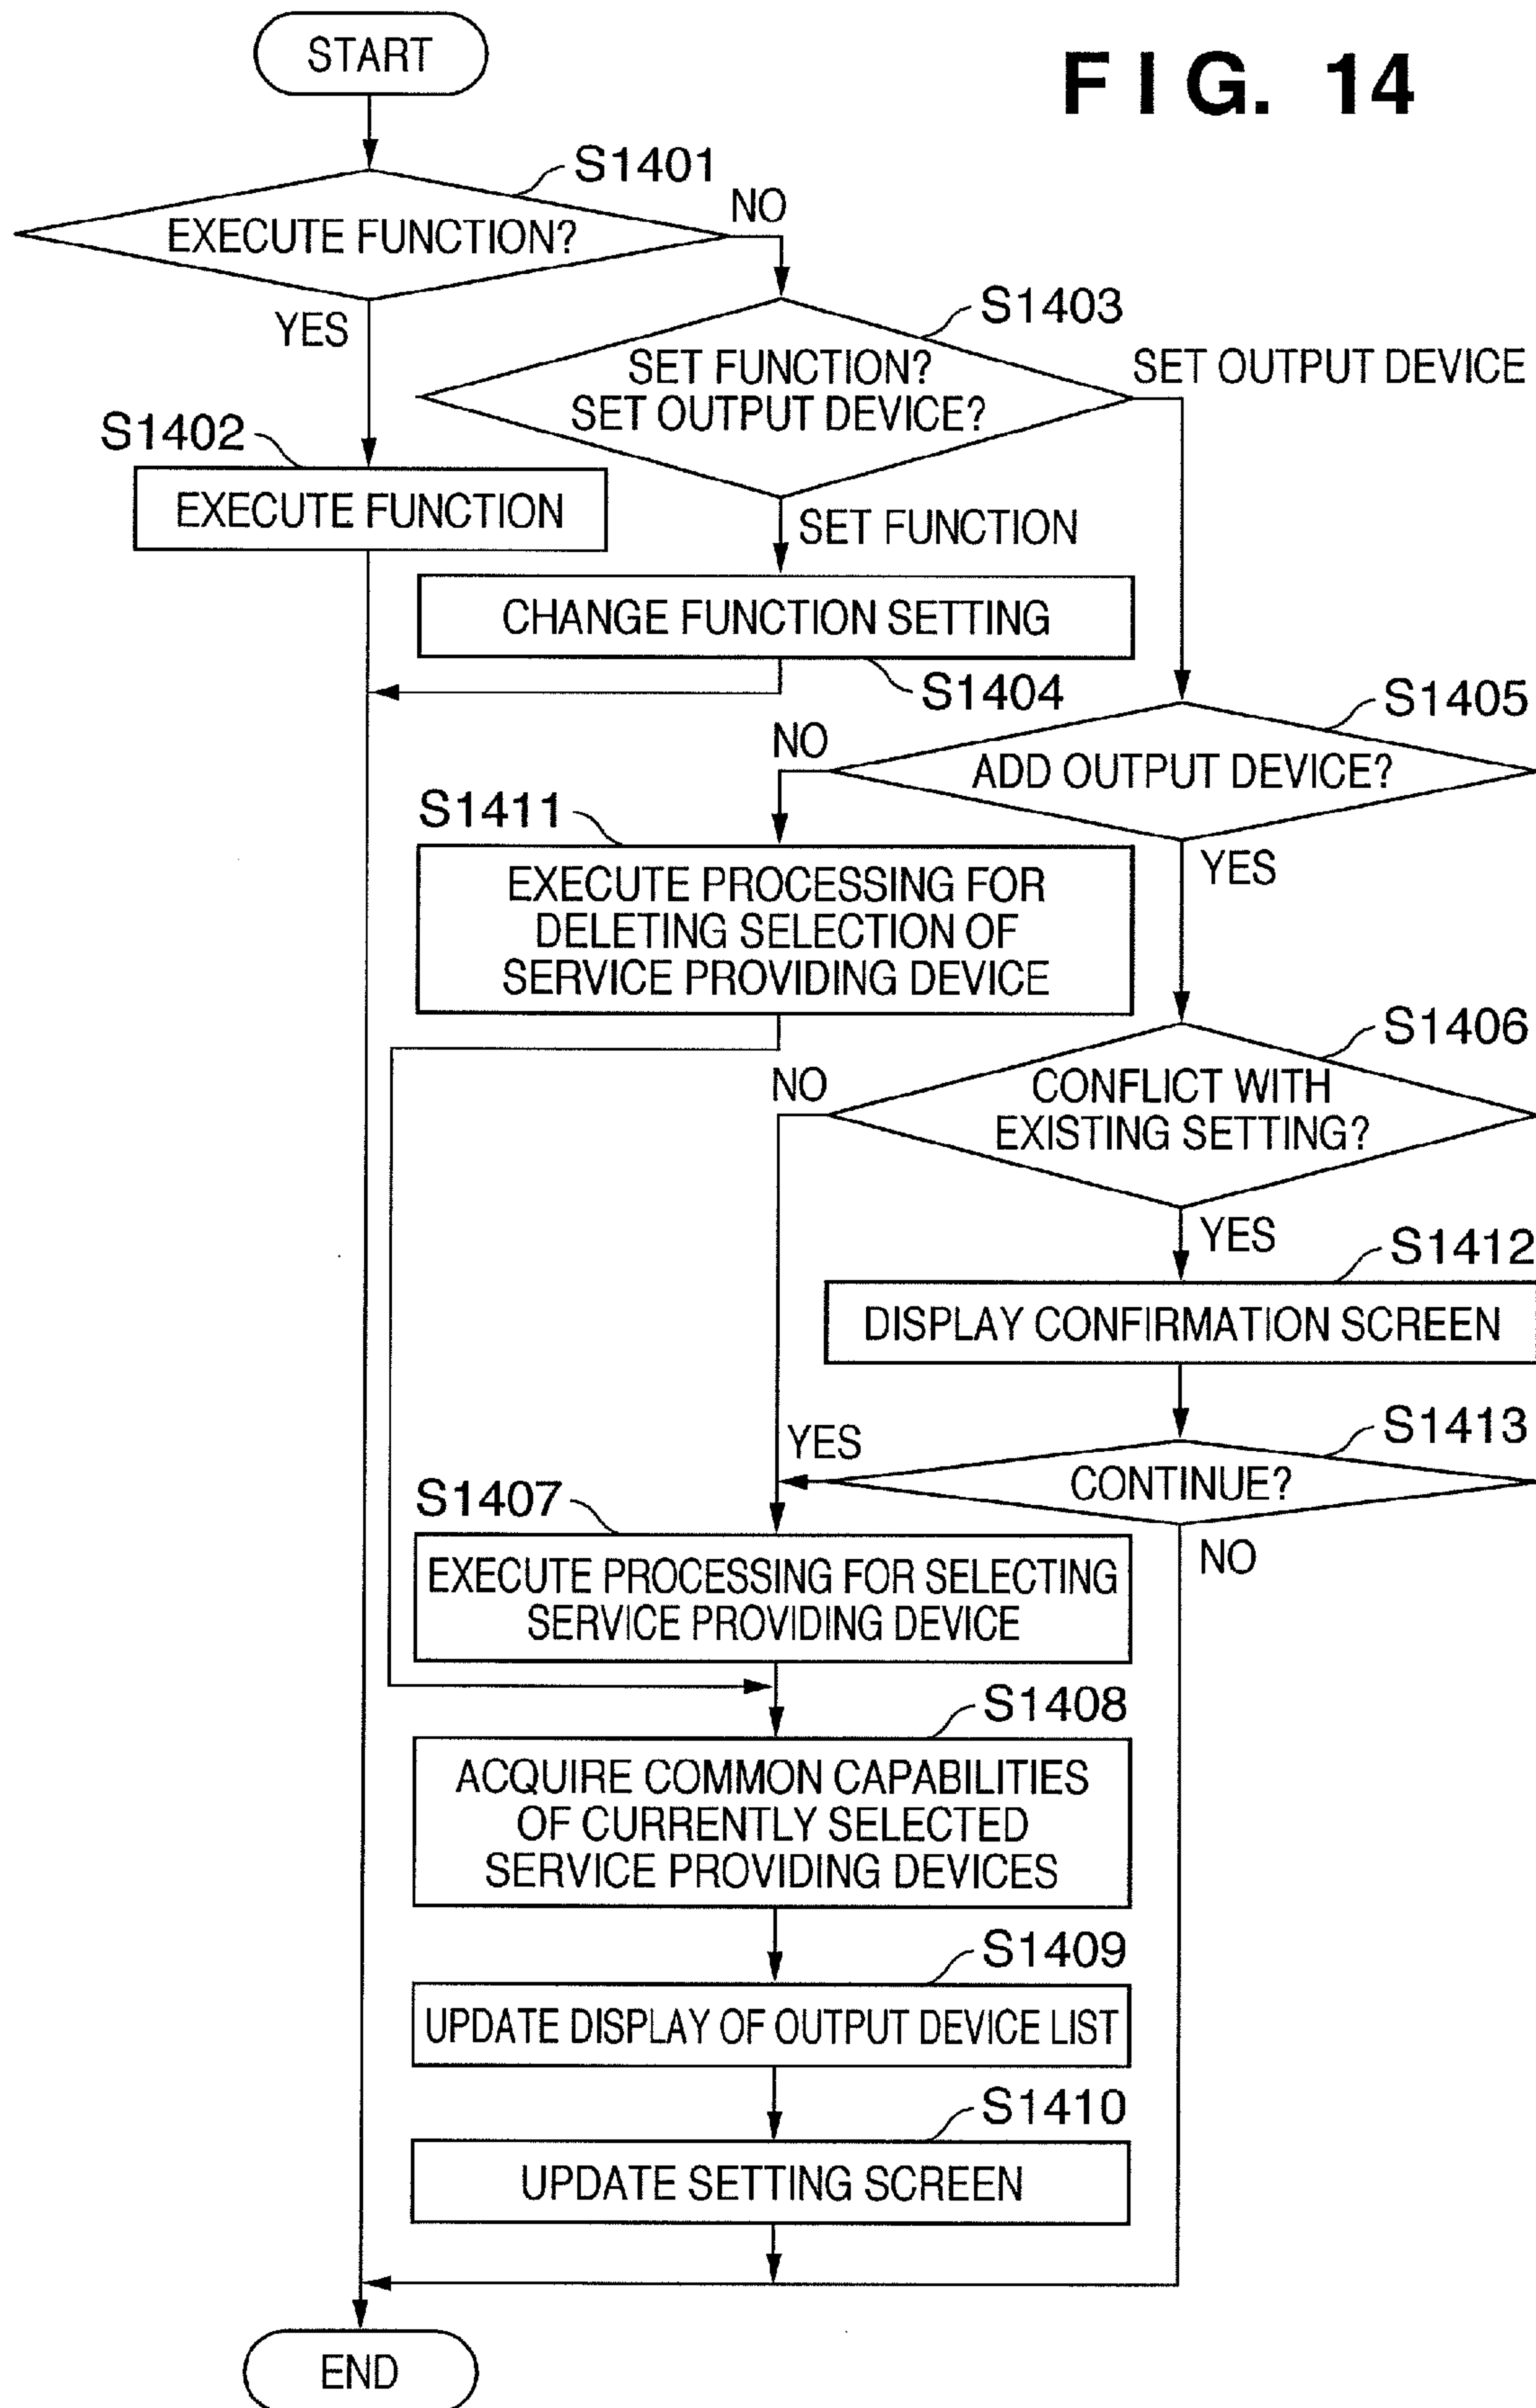 START
FIG. 14
S1401
EXECUTE FUNCTION?
NO
YES
S1403
SET FUNCTION?
SET OUTPUT DEVICE?
SET OUTPUT DEVICE
S1402
EXECUTE FUNCTION
SET FUNCTION
CHANGE FUNCTION SETTING
S1404
S1405
ADD OUTPUT DEVICE?
NO
YES
S1411
EXECUTE PROCESSING FOR
DELETING SELECTION OF
SERVICE PROVIDING DEVICE
S1406
CONFLICT WITH
EXISTING SETTING?
NO
YES
S1412
DISPLAY CONFIRMATION SCREEN
S1413
CONTINUE?
YES
NO
S1407
EXECUTE PROCESSING FOR SELECTING
SERVICE PROVIDING DEVICE
S1408
ACQUIRE COMMON CAPABILITIES
OF CURRENTLY SELECTED
SERVICE PROVIDING DEVICES
S1409
UPDATE DISPLAY OF OUTPUT DEVICE LIST
S1410
UPDATE SETTING SCREEN
END